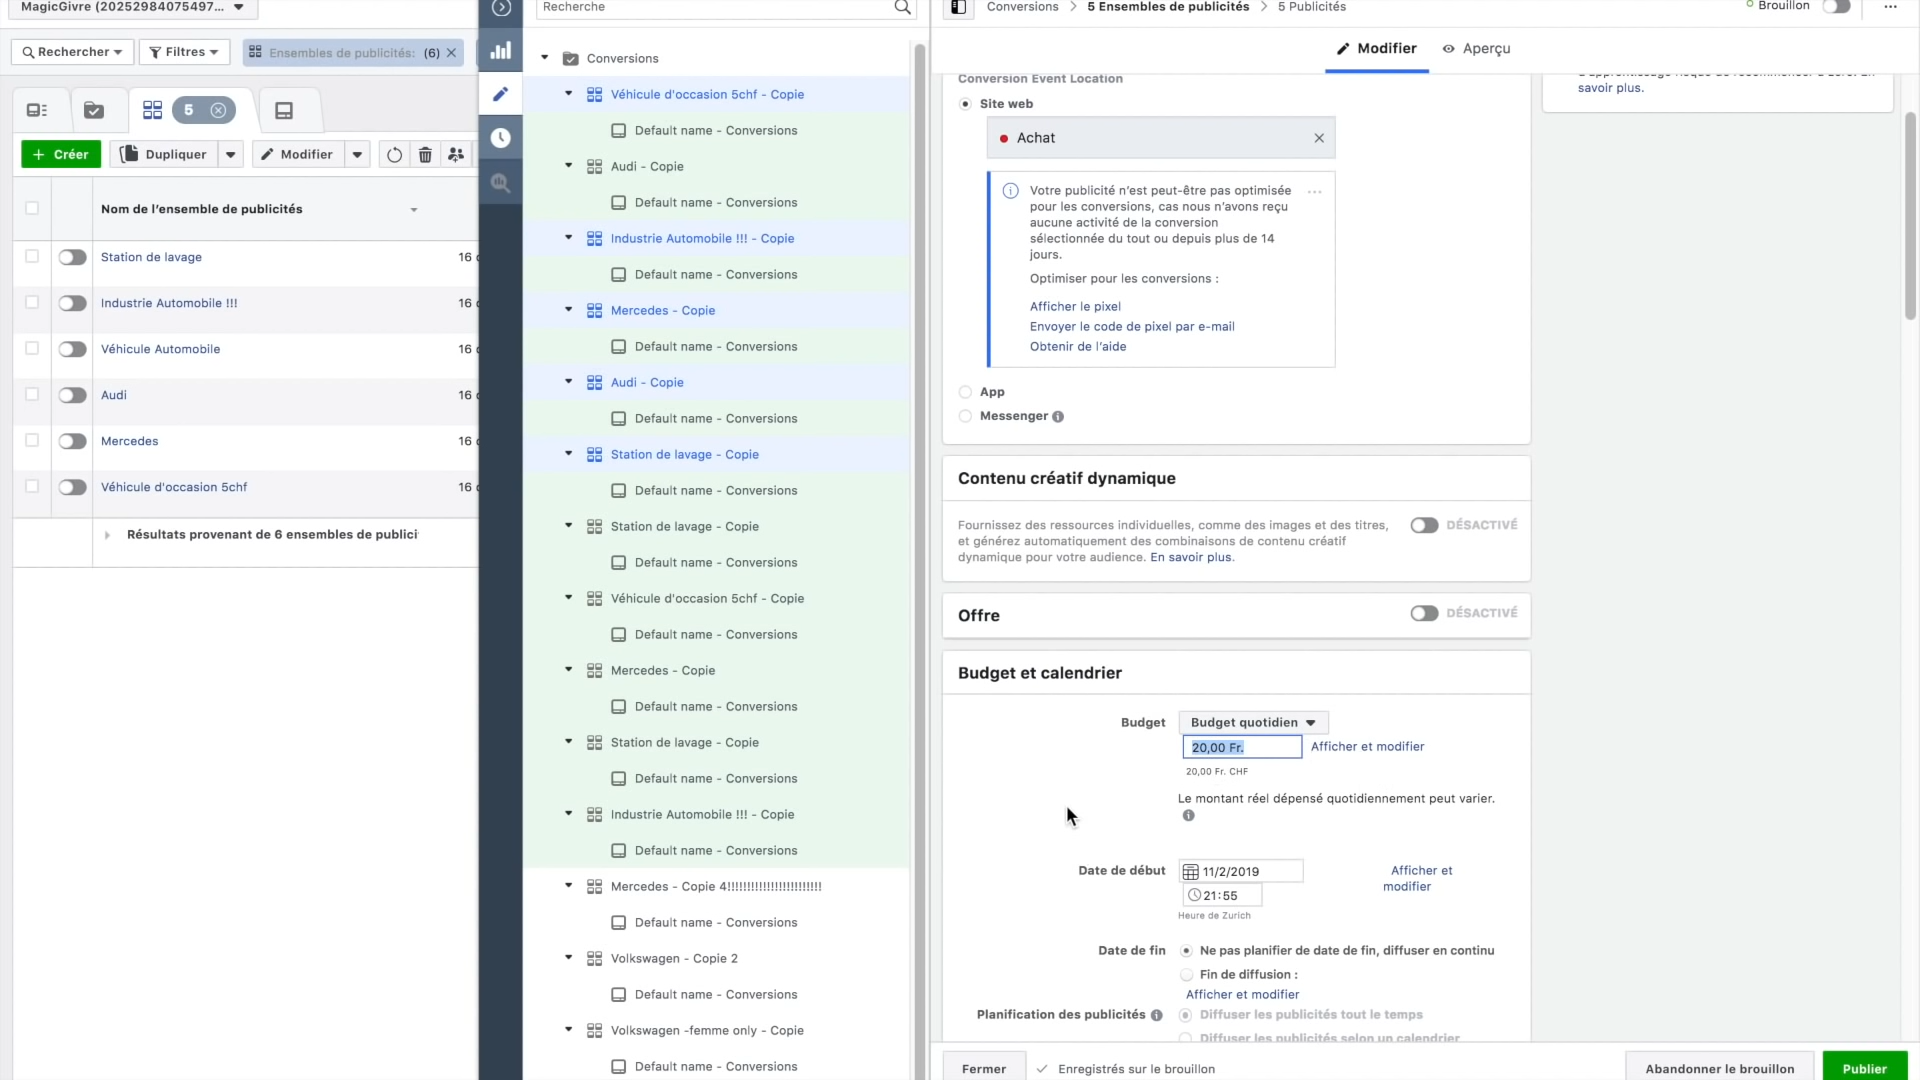 MagicGivre (20252984075497...
Rechercher
Filtres
Ensembles de publicités: (6)
5
Créer
Dupliquer
Modifier
Nom de l'ensemble de publicités
Station de lavage
16
Industrie Automobile !!!
16
Véhicule Automobile
16
Audi
16
Mercedes
16
Véhicule d'occasion 5chf
16
Résultats provenant de 6 ensembles de publici
Recherche
Conversions
Véhicule d'occasion 5chf - Copie
Default name - Conversions
Audi - Copie
Default name - Conversions
Industrie Automobile !!! - Copie
Default name - Conversions
Mercedes - Copie
Default name - Conversions
Audi - Copie
Default name - Conversions
Station de lavage - Copie
Default name - Conversions
Station de lavage - Copie
Default name - Conversions
Véhicule d'occasion 5chf - Copie
Default name - Conversions
Mercedes - Copie
Default name - Conversions
Station de lavage - Copie
Default name - Conversions
Industrie Automobile !!! - Copie
Default name - Conversions
Mercedes - Copie 4!!!!!!!!!!!!!!!!!!!!!!!!
Default name - Conversions
Volkswagen - Copie 2
Default name - Conversions
Volkswagen -femme only - Copie
Default name - Conversions
Conversions > 5 Ensembles de publicités > 5 Publicités
Brouillon
Modifier
Aperçu
Conversion Event Location
Site web
Achat
Votre publicité n'est peut-être pas optimisée
pour les conversions, cas nous n'avons reçu
aucune activité de la conversion
sélectionnée du tout ou depuis plus de 14
jours.
Optimiser pour les conversions :
Afficher le pixel
Envoyer le code de pixel par e-mail
Obtenir de l'aide
App
Messenger
Contenu créatif dynamique
Fournissez des ressources individuelles, comme des images et des titres,
et générez automatiquement des combinaisons de contenu créatif
dynamique pour votre audience. En savoir plus.
DÉSACTIVÉ
Offre
DÉSACTIVÉ
Budget et calendrier
Budget
Budget quotidien
20,00 Fr.
Afficher et modifier
20,00 Fr. CHF
Le montant réel dépensé quotidiennement peut varier.
Date de début
11/2/2019
Afficher et
modifier
21:55
Heure de Zurich
Date de fin
Ne pas planifier de date de fin, diffuser en continu
Fin de diffusion :
Afficher et modifier
Planification des publicités
Diffuser les publicités tout le temps
Diffuser les publicités selon un calendrier
Fermer
Enregistrés sur le brouillon
Abandonner le brouillon
Publier
d'apprentissage risque de recommencer à zéro. En
savoir plus.